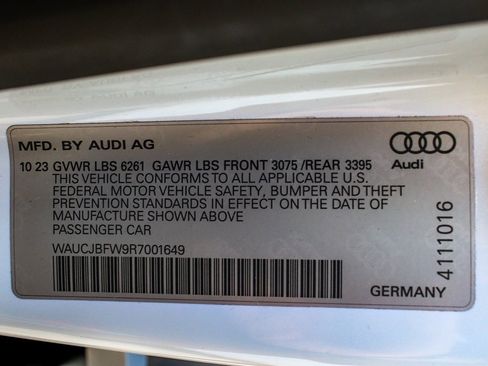 MFD. BY AUDI AG
10 23 GVWR LBS 6261 GAWR LBS FRONT 3075 /REAR 3395
THIS VEHICLE CONFORMS TO ALL APPLICABLE U.S.
FEDERAL MOTOR VEHICLE SAFETY, BUMPER AND THEFT
PREVENTION STANDARDS IN EFFECT ON THE DATE OF
MANUFACTURE SHOWN ABOVE
PASSENGER CAR
WAUCJBFW9R7001649
Audi
4111016
GERMANY